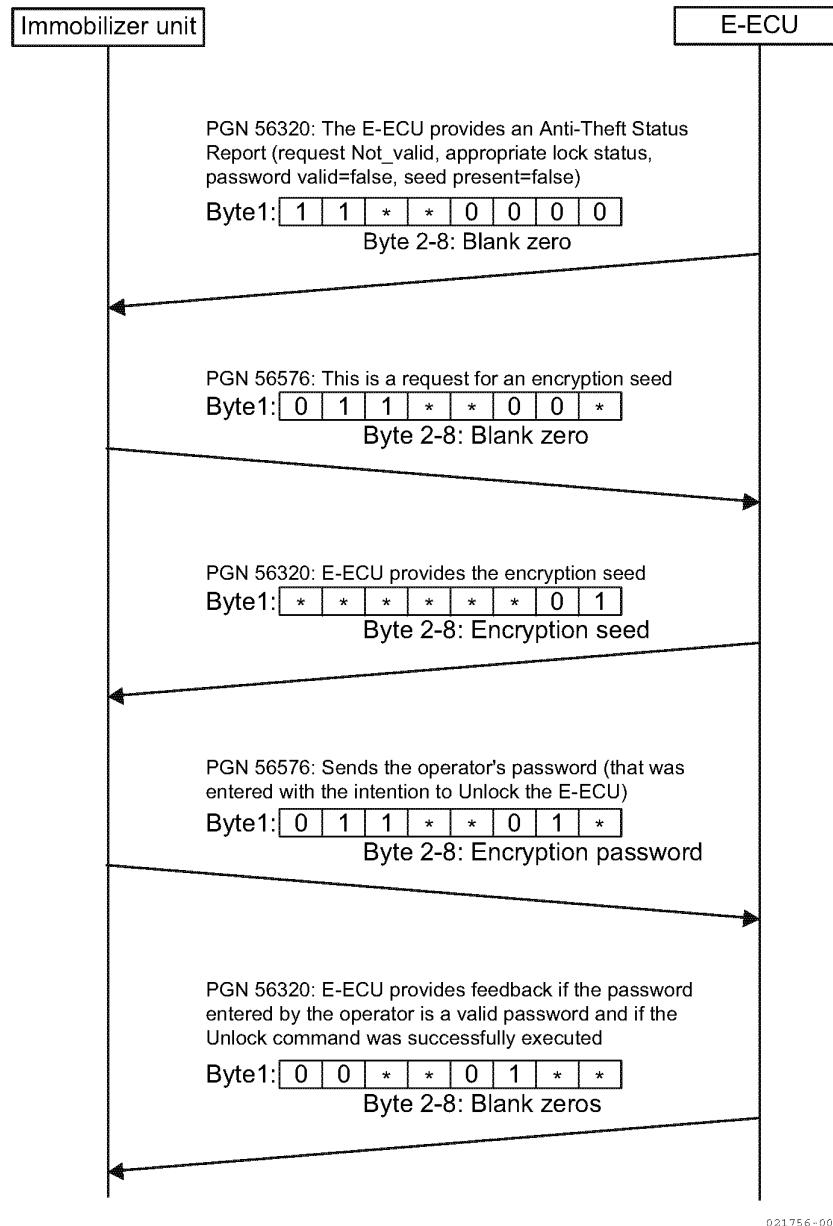 Immobilizer unit
E-ECU
PGN 56320: The E-ECU provides an Anti-Theft Status
Report (request Not_valid, appropriate lock status,
password valid=false, seed present=false)
Byte1: 1 1 * * 0 0 0 0
Byte 2-8: Blank zero
PGN 56576: This is a request for an encryption seed
Byte1: 0 1 1 * * 0 0 *
Byte 2-8: Blank zero
PGN 56320: E-ECU provides the encryption seed
Byte1: * * * * * * 0 1
Byte 2-8: Encryption seed
PGN 56576: Sends the operator's password (that was
entered with the intention to Unlock the E-ECU)
Byte1: 0 1 1 * * 0 1 *
Byte 2-8: Encryption password
PGN 56320: E-ECU provides feedback if the password
entered by the operator is a valid password and if the
Unlock command was successfully executed
Byte1: 0 0 * * 0 1 * *
Byte 2-8: Blank zeros
021756-00